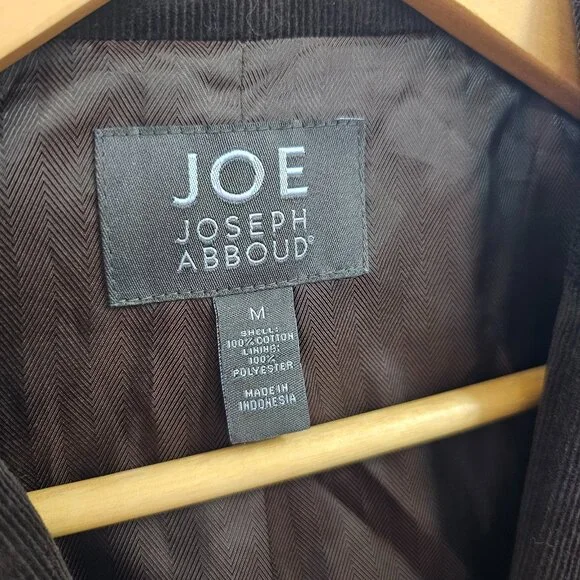 JOE
JOSEPH
ABBOUD®
M
SHELL:
100% COTTON
LINING:
100%
POLYESTER
MADE IN
INDONESIA